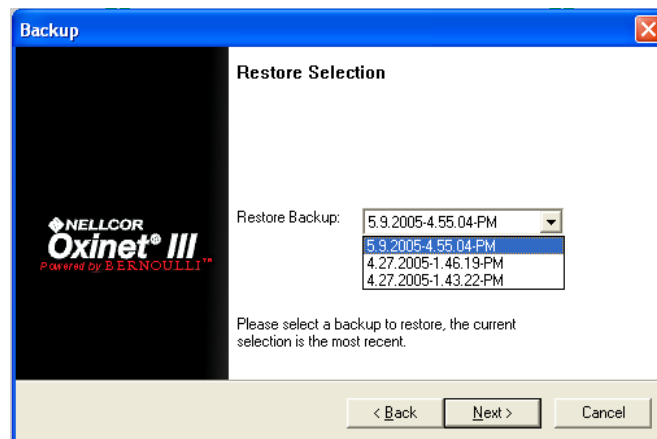 Backup
Restore Selection
NELLCOR
Oxinet® III
Powered by BERNOULLI™
Restore Backup:
5.9.2005-4.55.04-PM
5.9.2005-4.55.04-PM
4.27.2005-1.46.19-PM
4.27.2005-1.43.22-PM
Please select a backup to restore, the current
selection is the most recent.
< Back
Next >
Cancel